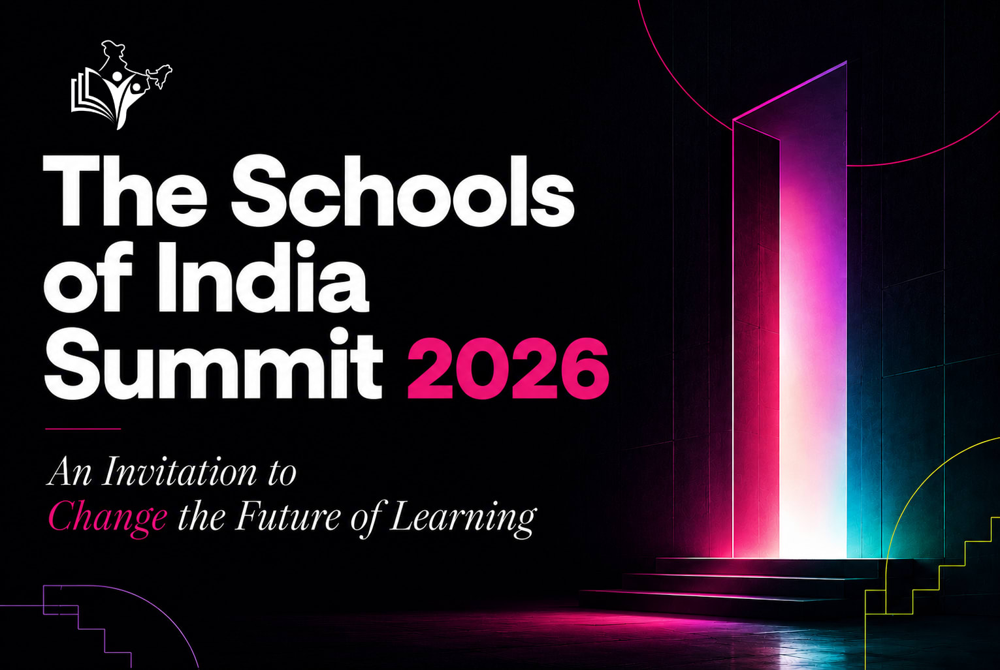 The Schools
of India
Summit 2026
An Invitation to
Change the Future of Learning